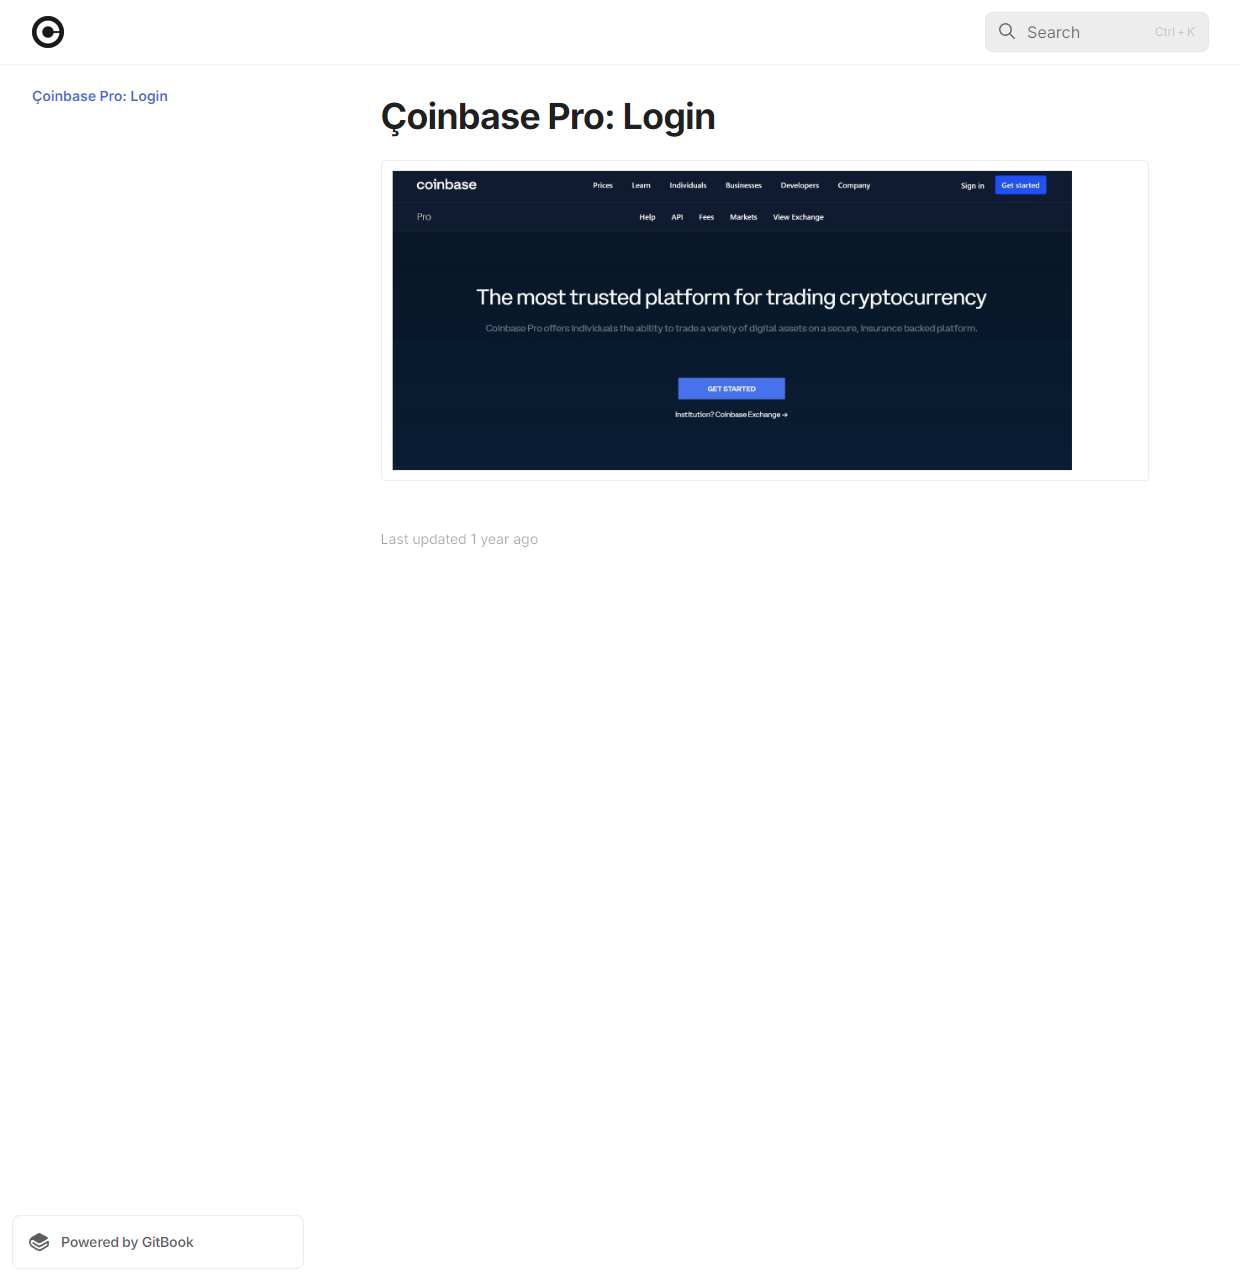 Search
Ctrl + K
Çoinbase Pro: Login
Çoinbase Pro: Login
coinbase
Prices Learn Individuals Businesses Developers Company
Sign in
Get started
Pro
Help API Fees Markets View Exchange
The most trusted platform for trading cryptocurrency
Coinbase Pro offers individuals the ability to trade a variety of digital assets on a secure, insurance backed platform.
GET STARTED
Institution? Coinbase Exchange →
Last updated 1 year ago
Powered by GitBook